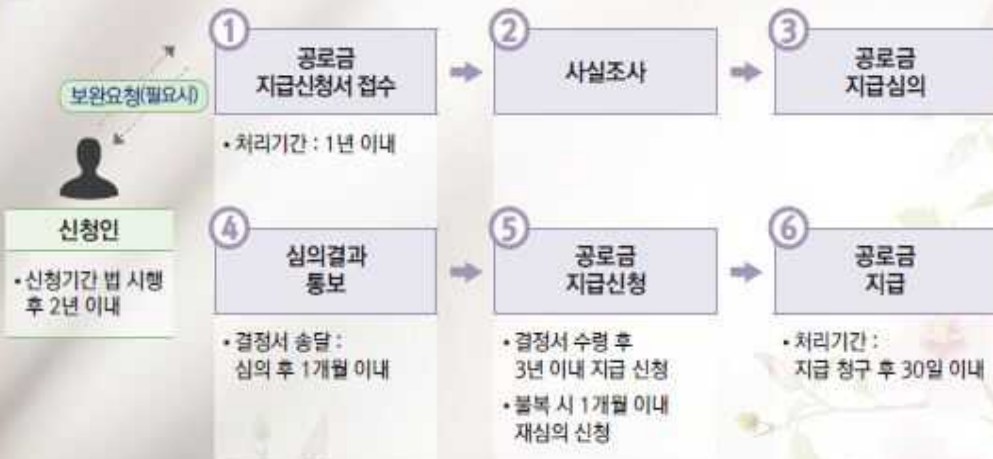 1
공로금
지급신청서 접수
• 처리기간 : 1년 이내
2
사실조사
3
공로금
지급심의
보완요청(필요시)
신청인
• 신청기간 법 시행
후 2년 이내
4
심의결과
통보
• 결정서 송달 :
심의 후 1개월 이내
5
공로금
지급신청
• 결정서 수령 후
3년 이내 지급 신청
• 불복 시 1개월 이내
재심의 신청
6
공로금
지급
• 처리기간 :
지급 청구 후 30일 이내